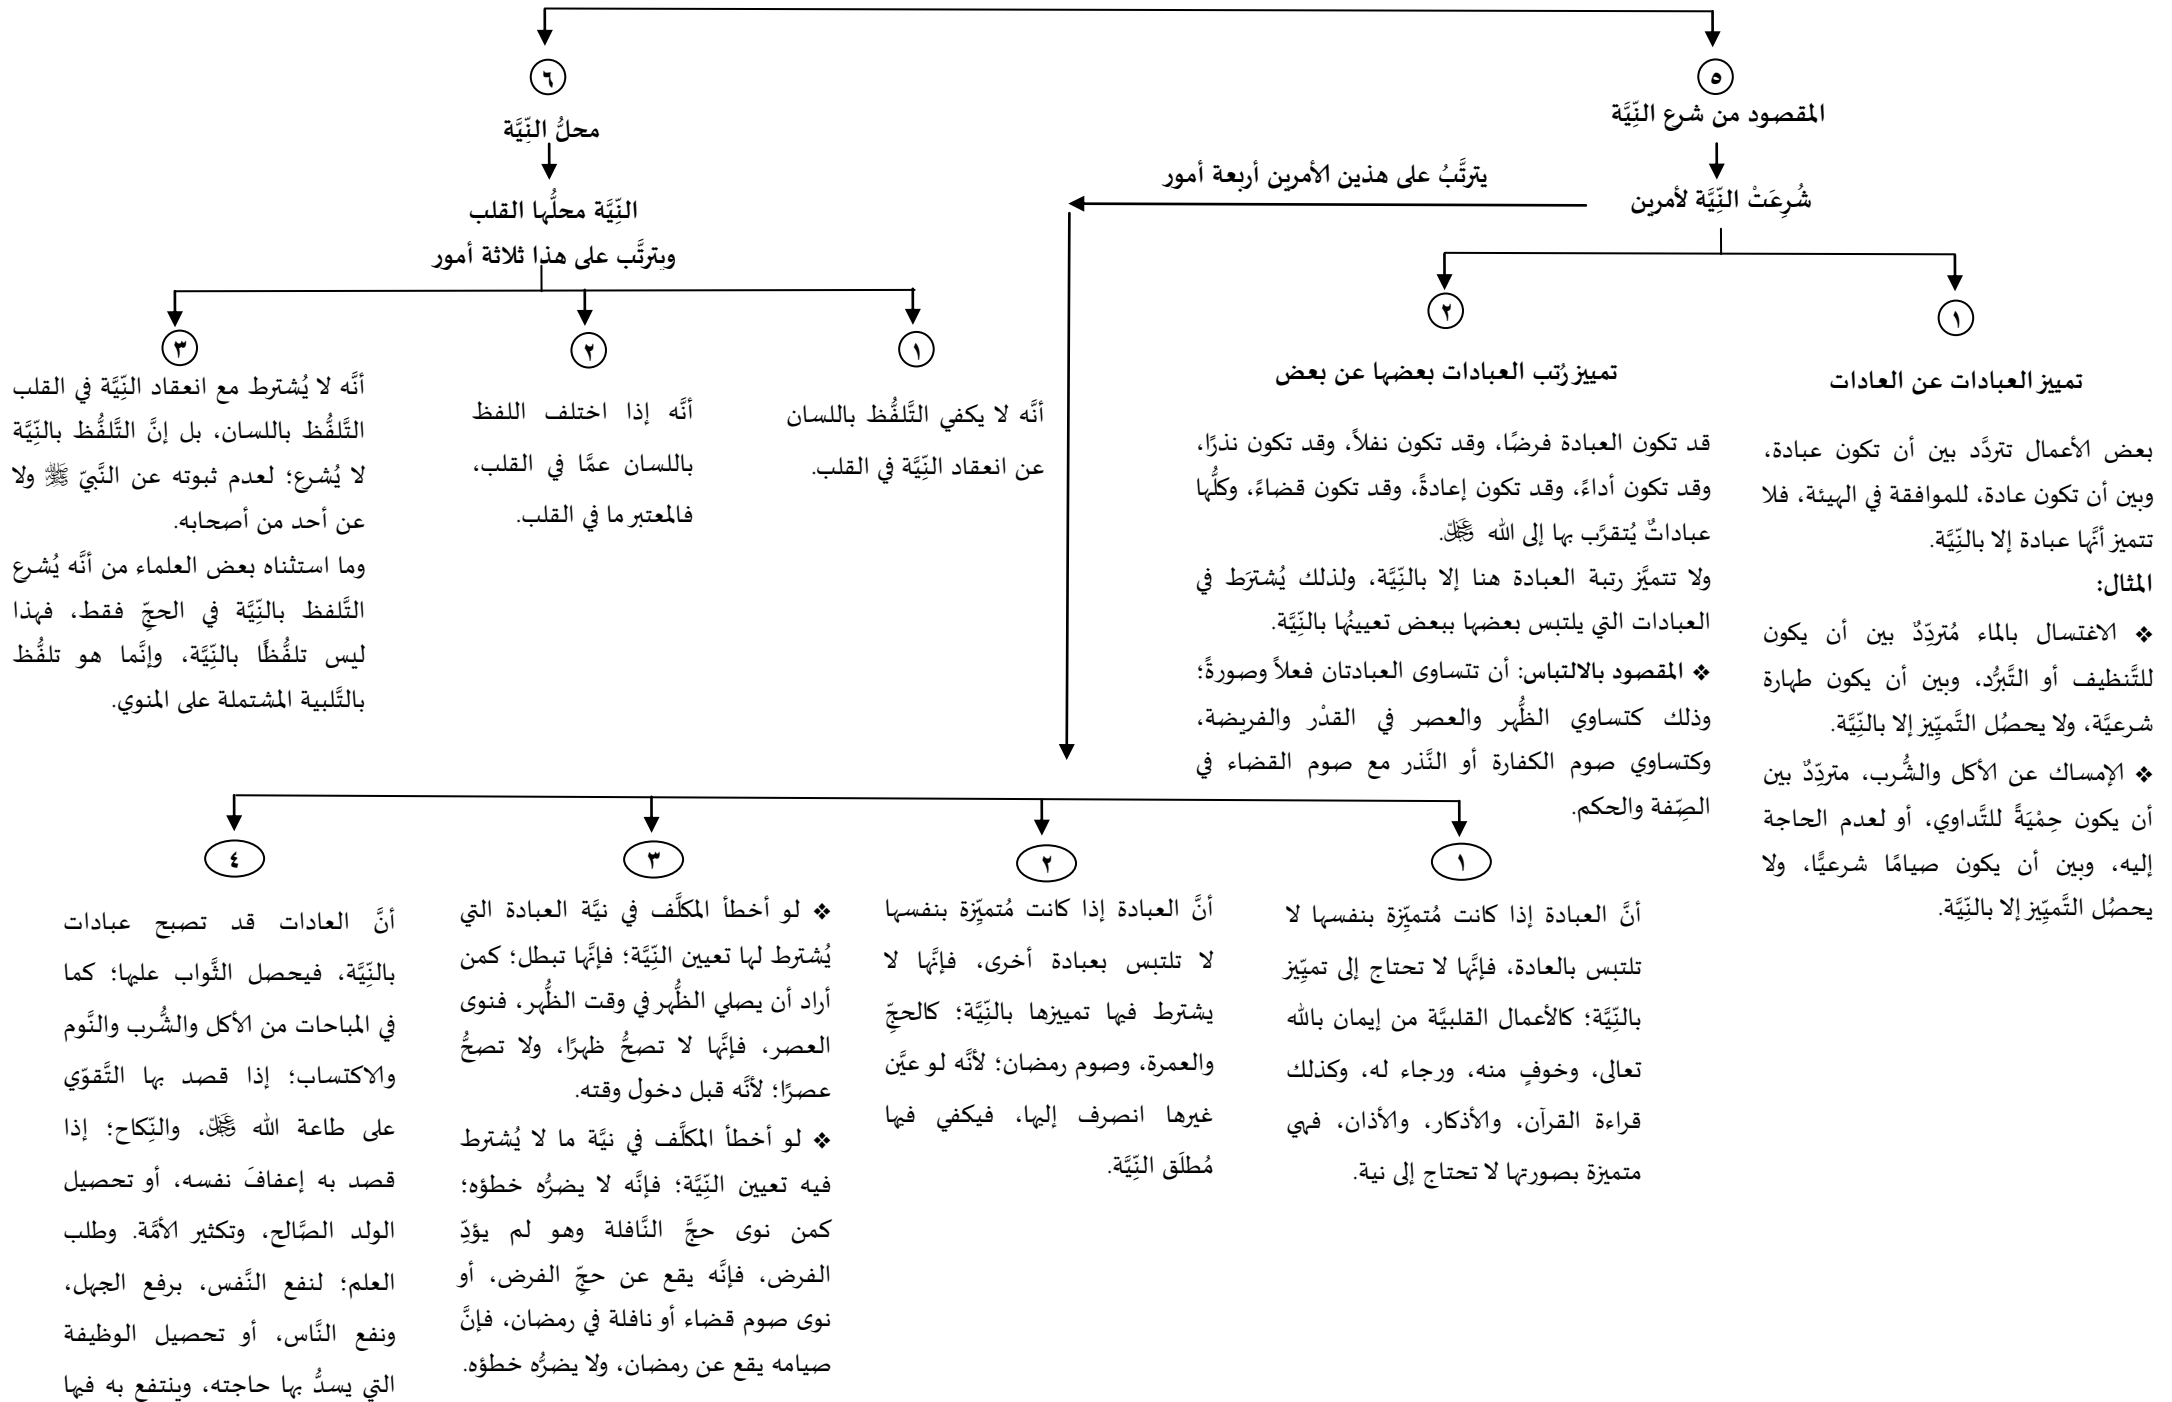 ٥
المقصود من شرع النِّيَّة
شُرِعَتْ النِّيَّة لأمرين
يترتَّبُ على هذين الأمرين أربعة أمور
١
تمييز العبادات عن العادات
بعض الأعمال تتردَّد بين أن تكون عبادة،
وبين أن تكون عادة، للموافقة في الهيئة، فلا
تتميز أنَّها عبادة إلا بالنِّيَّة.
المثال:
❖ الاغتسال بالماء مُتردِّدٌ بين أن يكون
للتَّنظيف أو التَّبرُّد، وبين أن يكون طهارة
شرعيَّة، ولا يحصُل التَّمييِّز إلا بالنِّيَّة.
❖ الإمساك عن الأكل والشُّرب، متردِّدٌ بين
أن يكون حِمْيَةً للتَّداوي، أو لعدم الحاجة
إليه، وبين أن يكون صيامًا شرعيًّا، ولا
يحصُل التَّمييِّز إلا بالنِّيَّة.
٢
تمييز رُتب العبادات بعضها عن بعض
قد تكون العبادة فرضًا، وقد تكون نفلاً، وقد تكون نذرًا،
وقد تكون أداءً، وقد تكون إعادةً، وقد تكون قضاءً، وكلُّها
عباداتٌ يُتقرَّب بها إلى الله عَزَّوَجَلَّ.
ولا تتميَّز رتبة العبادة هنا إلا بالنِّيَّة، ولذلك يُشترَط في
العبادات التي يلتبس بعضها ببعض تعيينُها بالنِّيَّة.
❖ المقصود بالالتباس: أن تتساوى العبادتان فعلاً وصورةً؛
وذلك كتساوي الظُّهر والعصر في القدْر والفريضة،
وكتساوي صوم الكفارة أو النَّذر مع صوم القضاء في
الصِّفة والحكم.
٦
محلُّ النِّيَّة
النِّيَّة محلُّها القلب
ويترتَّب على هذا ثلاثة أمور
١
أنَّه لا يكفي التَّلفُّظ باللسان
عن انعقاد النِّيَّة في القلب.
٢
أنَّه إذا اختلف اللفظ
باللسان عمَّا في القلب،
فالمعتبر ما في القلب.
٣
أنَّه لا يُشترط مع انعقاد النِّيَّة في القلب
التَّلفُّظ باللسان، بل إنَّ التَّلفُّظ بالنِّيَّة
لا يُشرع؛ لعدم ثبوته عن النَّبيّ ﷺ ولا
عن أحد من أصحابه.
وما استثناه بعض العلماء من أنَّه يُشرع
التَّلفظ بالنِّيَّة في الحجِّ فقط، فهذا
ليس تلفُّظًا بالنِّيَّة، وإنَّما هو تلفُّظ
بالتَّلبية المشتملة على المنوي.
١
أنَّ العبادة إذا كانت مُتميِّزة بنفسها لا
تلتبس بالعادة، فإنَّها لا تحتاج إلى تمييِّز
بالنِّيَّة؛ كالأعمال القلبيَّة من إيمان بالله
تعالى، وخوفٍ منه، ورجاء له، وكذلك
قراءة القرآن، والأذكار، والأذان، فهي
متميزة بصورتها لا تحتاج إلى نية.
٢
أنَّ العبادة إذا كانت مُتميِّزة بنفسها
لا تلتبس بعبادة أخرى، فإنَّها لا
يشترط فيها تمييزها بالنِّيَّة؛ كالحجِّ
والعمرة، وصوم رمضان؛ لأنَّه لو عيَّن
غيرها انصرف إليها، فيكفي فيها
مُطلَق النِّيَّة.
٣
❖ لو أخطأ المكلَّف في نيَّة العبادة التي
يُشترط لها تعيين النِّيَّة؛ فإنَّها تبطل؛ كمن
أراد أن يصلي الظُّهر في وقت الظُّهر، فنوى
العصر، فإنَّها لا تصحُّ ظهرًا، ولا تصحُّ
عصرًا؛ لأنَّه قبل دخول وقته.
❖ لو أخطأ المكلَّف في نيَّة ما لا يُشترط
فيه تعيين النِّيَّة؛ فإنَّه لا يضرُّه خطؤه؛
كمن نوى حجَّ النَّافلة وهو لم يؤدِّ
الفرض، فإنَّه يقع عن حجِّ الفرض، أو
نوى صوم قضاء أو نافلة في رمضان، فإنَّ
صيامه يقع عن رمضان، ولا يضرُّه خطؤه.
٤
أنَّ العادات قد تصبح عبادات
بالنِّيَّة، فيحصل الثَّواب عليها؛ كما
في المباحات من الأكل والشُّرب والنَّوم
والاكتساب؛ إذا قصد بها التَّقوّي
على طاعة الله عَزَّوَجَلَّ، والنِّكاح؛ إذا
قصد به إعفافَ نفسه، أو تحصيل
الولد الصَّالح، وتكثير الأمَّة. وطلب
العلم؛ لنفع النَّفس، برفع الجهل،
ونفع النَّاس، أو تحصيل الوظيفة
التي يسدُّ بها حاجته، وينتفع به فيها